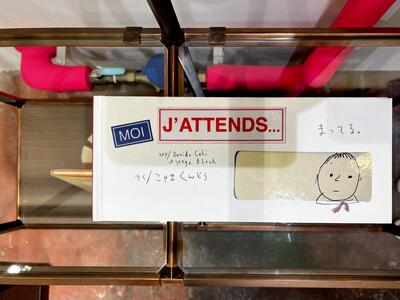 MOI
J'ATTENDS...
まってる。
作/Davide Cali
Serge Bloch
やく/こやま くんどう